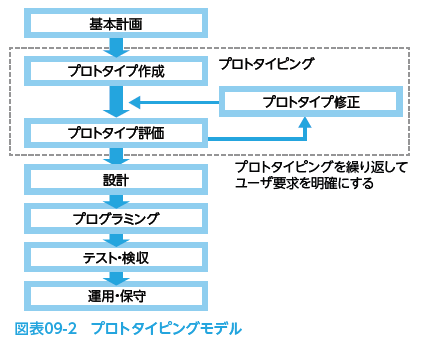 基本計画
プロトタイプ作成
プロトタイピング
プロトタイプ修正
プロトタイプ評価
プロトタイピングを繰り返して
ユーザ要求を明確にする
設計
プログラミング
テスト・検収
運用・保守
図表09-2 プロトタイピングモデル